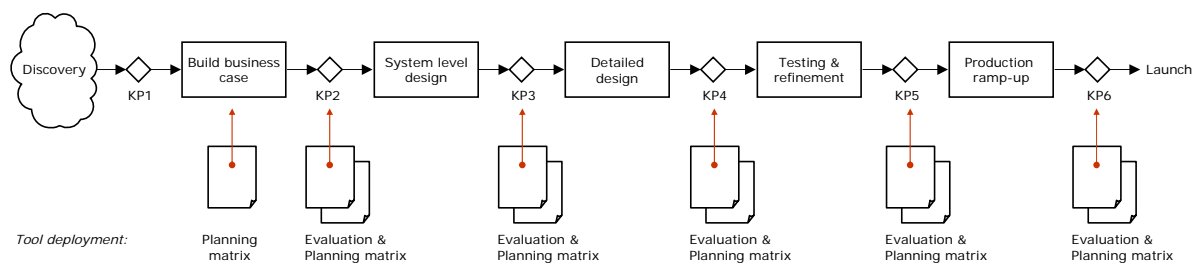 Discovery
KP1
Build business
case
KP2
System level
design
KP3
Detailed
design
KP4
Testing &
refinement
KP5
Production
ramp-up
KP6
Launch
Tool deployment:
Planning
matrix
Evaluation &
Planning matrix
Evaluation &
Planning matrix
Evaluation &
Planning matrix
Evaluation &
Planning matrix
Evaluation &
Planning matrix